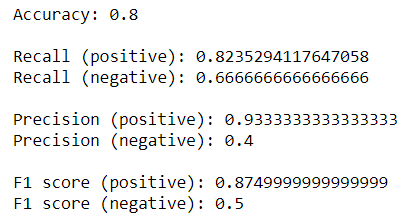 Accuracy: 0.8
Recall (positive): 0.8235294117647058
Recall (negative): 0.6666666666666666
Precision (positive): 0.9333333333333333
Precision (negative): 0.4
F1 score (positive): 0.8749999999999999
F1 score (negative): 0.5